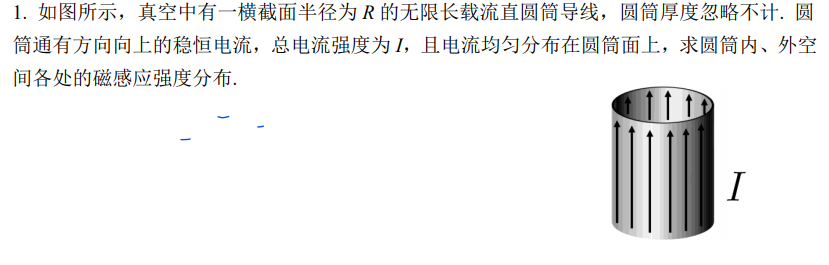 1. 如图所示，真空中有一横截面半径为 R 的无限长载流直圆筒导线，圆筒厚度忽略不计. 圆
筒通有方向向上的稳恒电流，总电流强度为 I，且电流均匀分布在圆筒面上，求圆筒内、外空
间各处的磁感应强度分布.
I